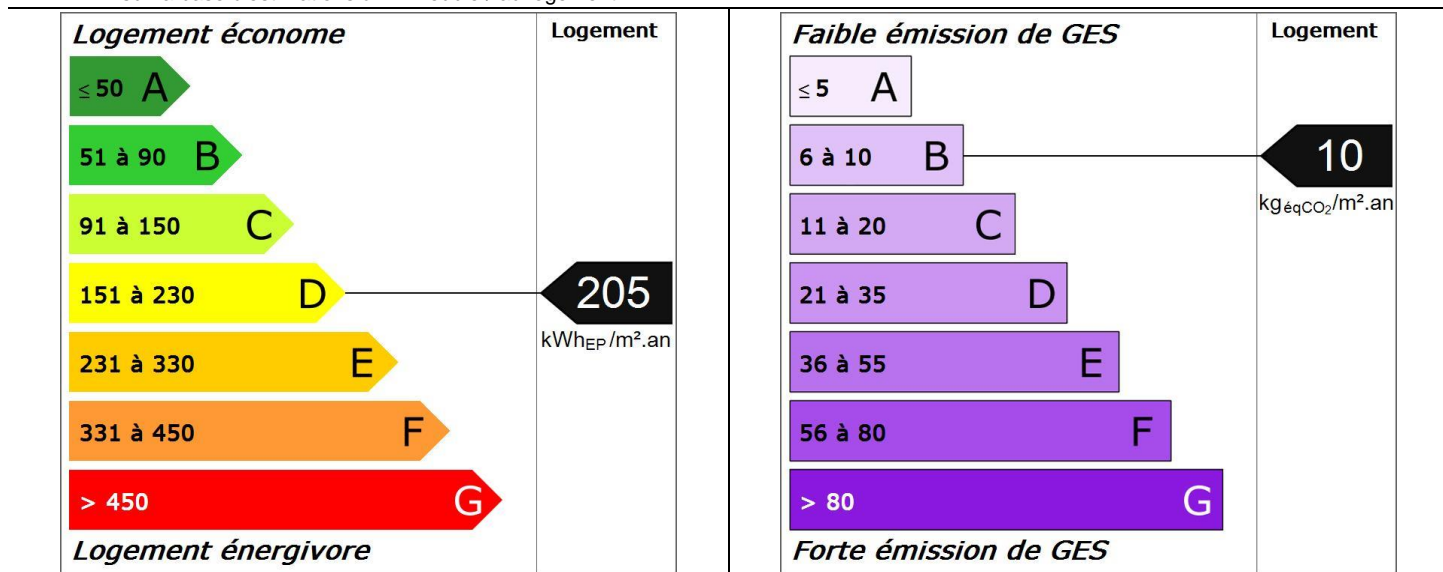 Logement économe
Logement
≤ 50 A
51 à 90 B
91 à 150 C
151 à 230 D
205
kWhEP/m².an
231 à 330 E
331 à 450 F
> 450 G
Logement énergivore
Faible émission de GES
Logement
≤ 5 A
6 à 10 B
10
kgéqCO₂/m².an
11 à 20 C
21 à 35 D
36 à 55 E
56 à 80 F
> 80 G
Forte émission de GES